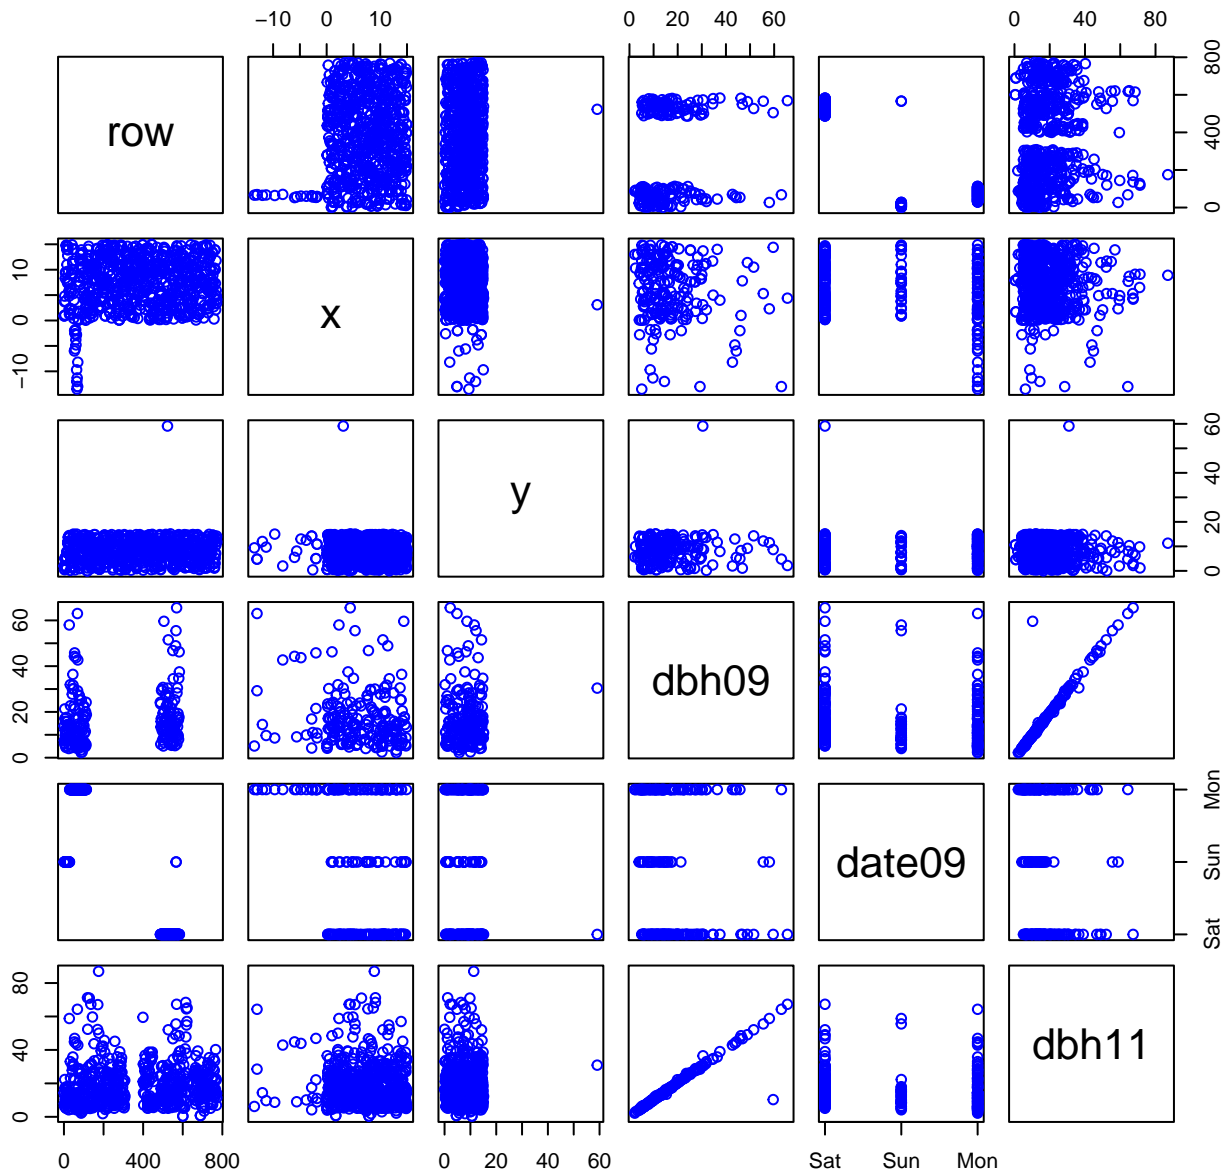 −10 0 10 0 20 40 60 0 40 80
row
0 400 800
−10 0 10
x
y
0 20 40 60
0 20 40 60
dbh09
date09
Sat Sun Mon
0 40 80
dbh11
0 400 800 0 20 60 Sat Sun Mon